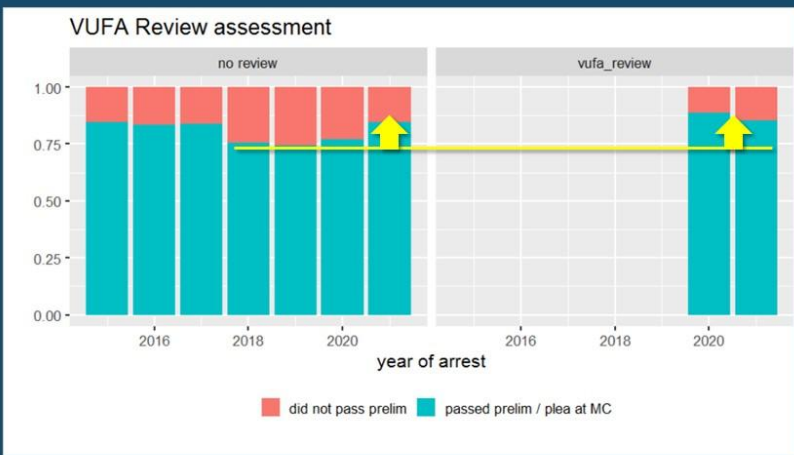 VUFA Review assessment
no review
vufa_review
1.00
0.75
0.50
0.25
0.00
2016 2018 2020 2016 2018 2020
year of arrest
did not pass prelim passed prelim / plea at MC